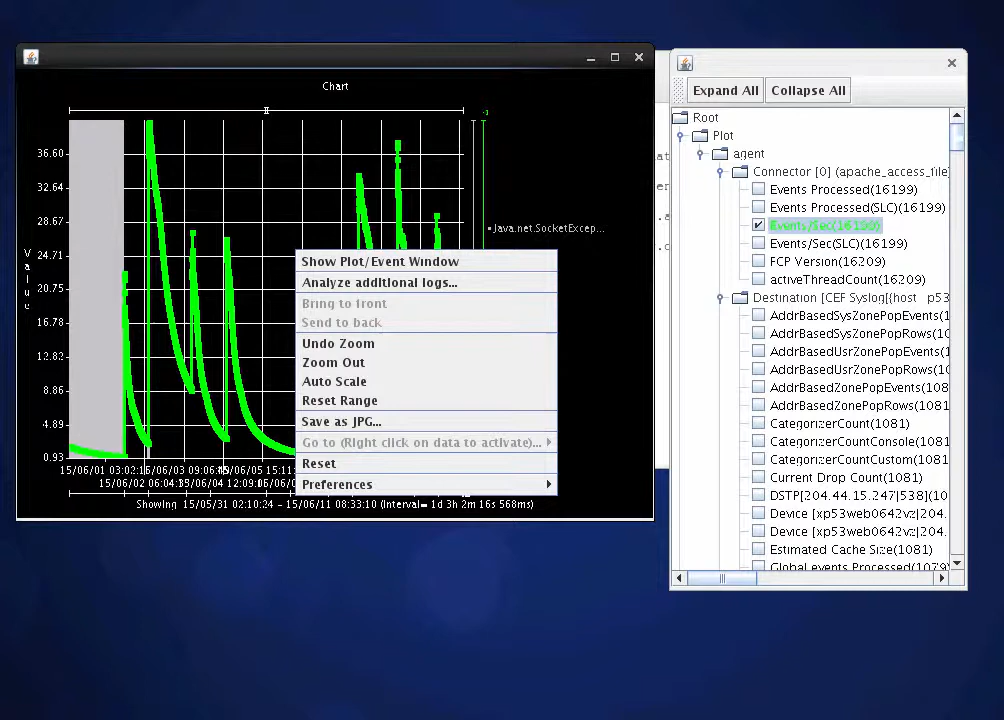 Chart
36.60
32.64
28.67
24.71
20.75
16.78
12.82
8.86
4.89
0.93
Value
Java.net.SocketExcep...
Show Plot/Event Window
Analyze additional logs...
Bring to front
Send to back
Undo Zoom
Zoom Out
Auto Scale
Reset Range
Save as JPG...
Go to (Right click on data to activate)...
Reset
Preferences
15/06/01 03:02:16
15/06/03 09:06:4
15/06/05 15:11:
15/06/02 06:04:3
15/06/04 12:09:0
Showing 15/05/31 02:10:24 - 15/06/11 08:33:10 (Interval= 1d 3h 2m 16s 568ms)
Expand All
Collapse All
Root
Plot
agent
Connector [0] (apache_access_file
Events Processed(16199)
Events Processed(SLC)(16199)
Events/Sec(16199)
Events/Sec(SLC)(16199)
FCP Version(16209)
activeThreadCount(16209)
Destination [CEF Syslog[(host p53
AddrBasedSysZonePopEvents(1
AddrBasedSysZonePopRows(1
AddrBasedUsrZonePopEvents(1
AddrBasedUsrZonePopRows(1
AddrBasedZonePopEvents(108
AddrBasedZonePopRows(1081
CategorizerCount(1081)
CategorizerCountConsole(1081
CategorizerCountCustom(1081)
Current Drop Count(1081)
DSTP[204.44.15.247|538](10
Device [xp53web0642vz|204.
Device [xp53web0642vz|204.
Estimated Cache Size(1081)
Global events Processed(1079